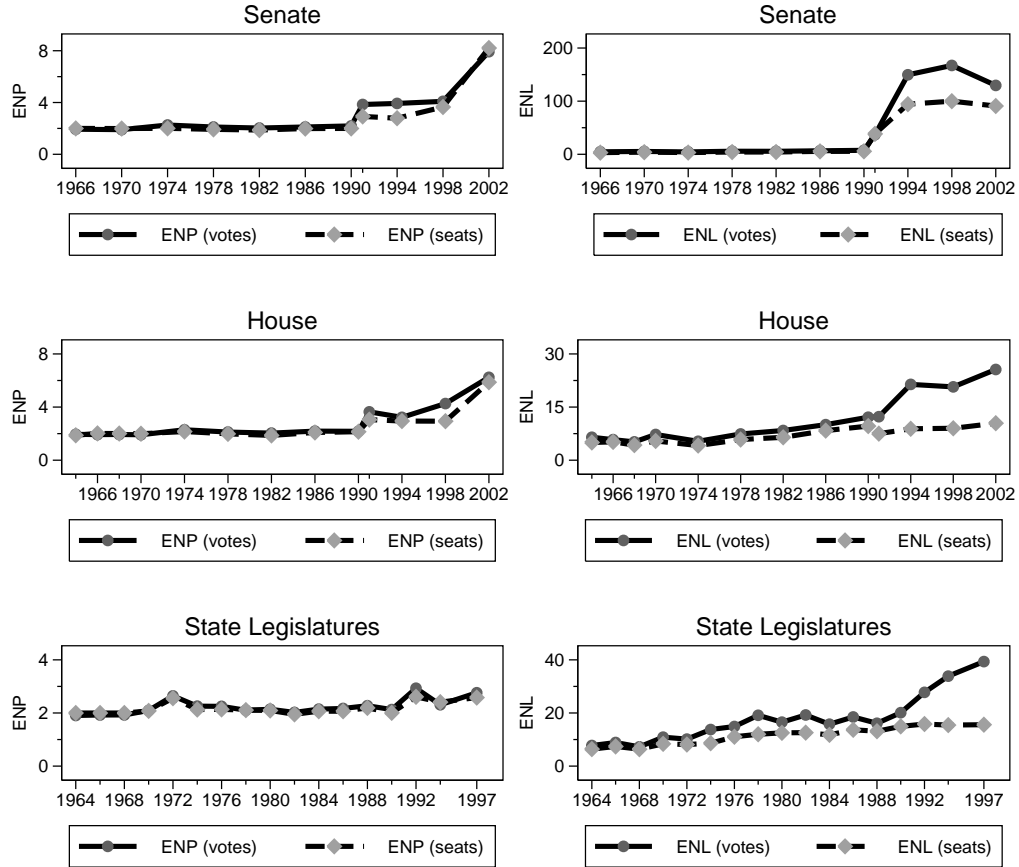 Senate
ENP
8
4
0
1966 1970 1974 1978 1982 1986 1990 1994 1998 2002
ENP (votes) ENP (seats)
Senate
ENL
200
100
0
1966 1970 1974 1978 1982 1986 1990 1994 1998 2002
ENL (votes) ENL (seats)
House
ENP
8
4
0
1966 1970 1974 1978 1982 1986 1990 1994 1998 2002
ENP (votes) ENP (seats)
House
ENL
30
15
0
1966 1970 1974 1978 1982 1986 1990 1994 1998 2002
ENL (votes) ENL (seats)
State Legislatures
ENP
4
2
0
1964 1968 1972 1976 1980 1984 1988 1992 1997
ENP (votes) ENP (seats)
State Legislatures
ENL
40
20
0
1964 1968 1972 1976 1980 1984 1988 1992 1997
ENL (votes) ENL (seats)